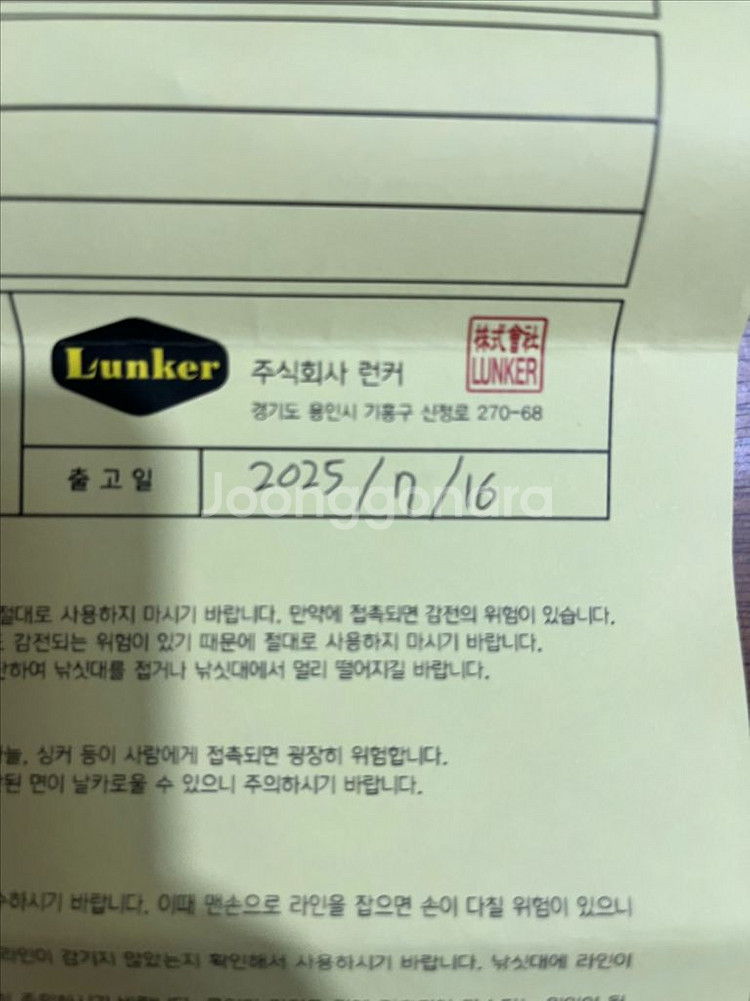 Lunker
주식회사 런커
株式會社
LUNKER
경기도 용인시 기흥구 신정로 270-68
출고일
2025/7/16
Joonggonara
절대로 사용하지 마시기 바랍니다. 만약에 접촉되면 감전의 위험이 있습니다.
감전되는 위험이 있기 때문에 절대로 사용하지 마시기 바랍니다.
하여 낚싯대를 접거나 낚싯대에서 멀리 떨어지길 바랍니다.
싱커 등이 사람에게 접촉되면 굉장히 위험합니다.
된 면이 날카로울 수 있으니 주의하시기 바랍니다.
하시기 바랍니다. 이때 맨손으로 라인을 잡으면 손이 다칠 위험이 있으니
라인이 감기지 않았는지 확인해서 사용하시기 바랍니다. 낚싯대에 라인이